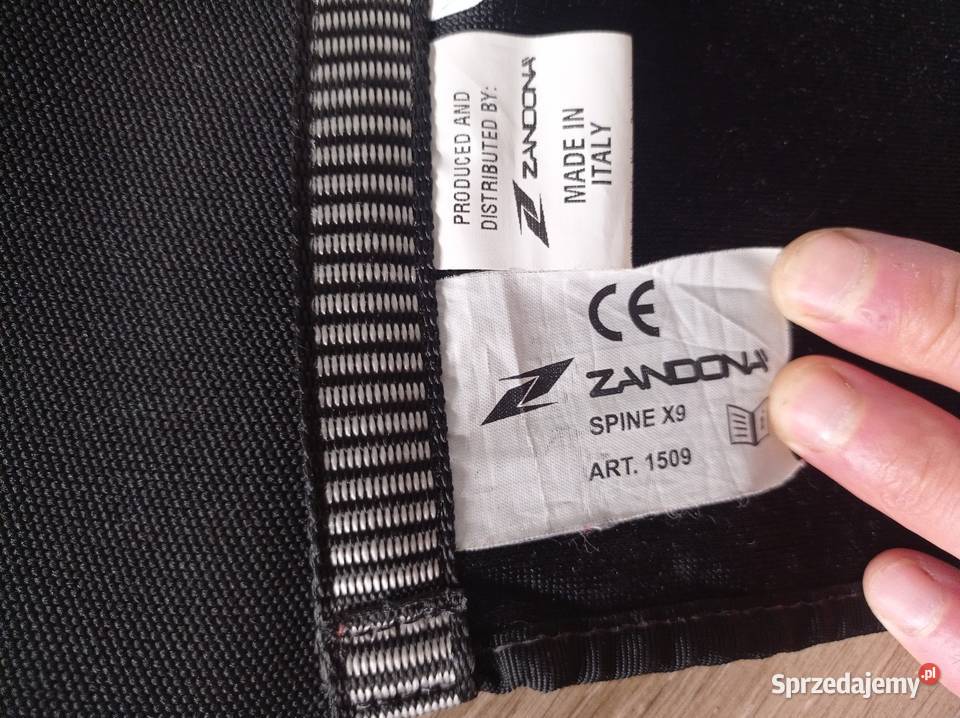 PRODUCED AND
DISTRIBUTED BY:
ZANDONA
MADE IN
ITALY
CE
ZANDONA
SPINE X9
ART. 1509
Sprzedajemy.pl